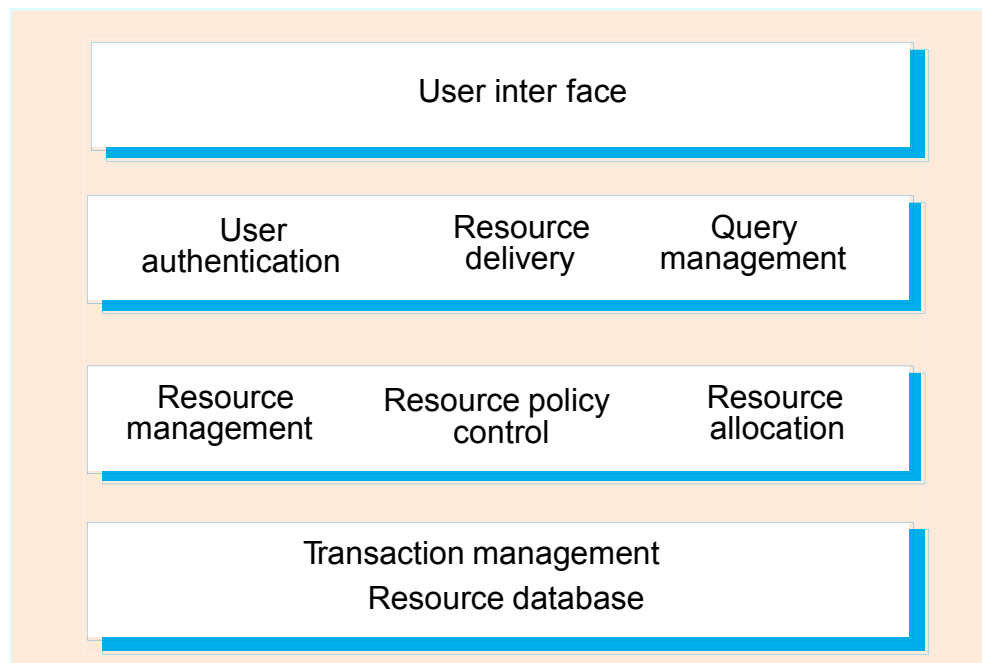 User inter face
User
authentication
Resource
delivery
Query
management
Resource
management
Resource policy
control
Resource
allocation
Transaction management
Resource database